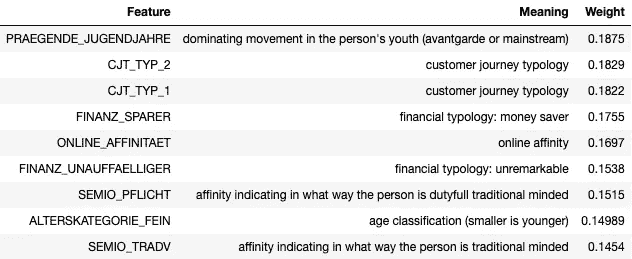 Feature Meaning Weight
PRAEGENDE_JUGENDJAHRE dominating movement in the person's youth (avantgarde or mainstream) 0.1875
CJT_TYP_2 customer journey typology 0.1829
CJT_TYP_1 customer journey typology 0.1822
FINANZ_SPARER financial typology: money saver 0.1755
ONLINE_AFFINITAET online affinity 0.1697
FINANZ_UNAUFFAELLIGER financial typology: unremarkable 0.1538
SEMIO_PFLICHT affinity indicating in what way the person is dutyfull traditional minded 0.1515
ALTERSKATEGORIE_FEIN age classification (smaller is younger) 0.14989
SEMIO_TRADV affinity indicating in what way the person is traditional minded 0.1454